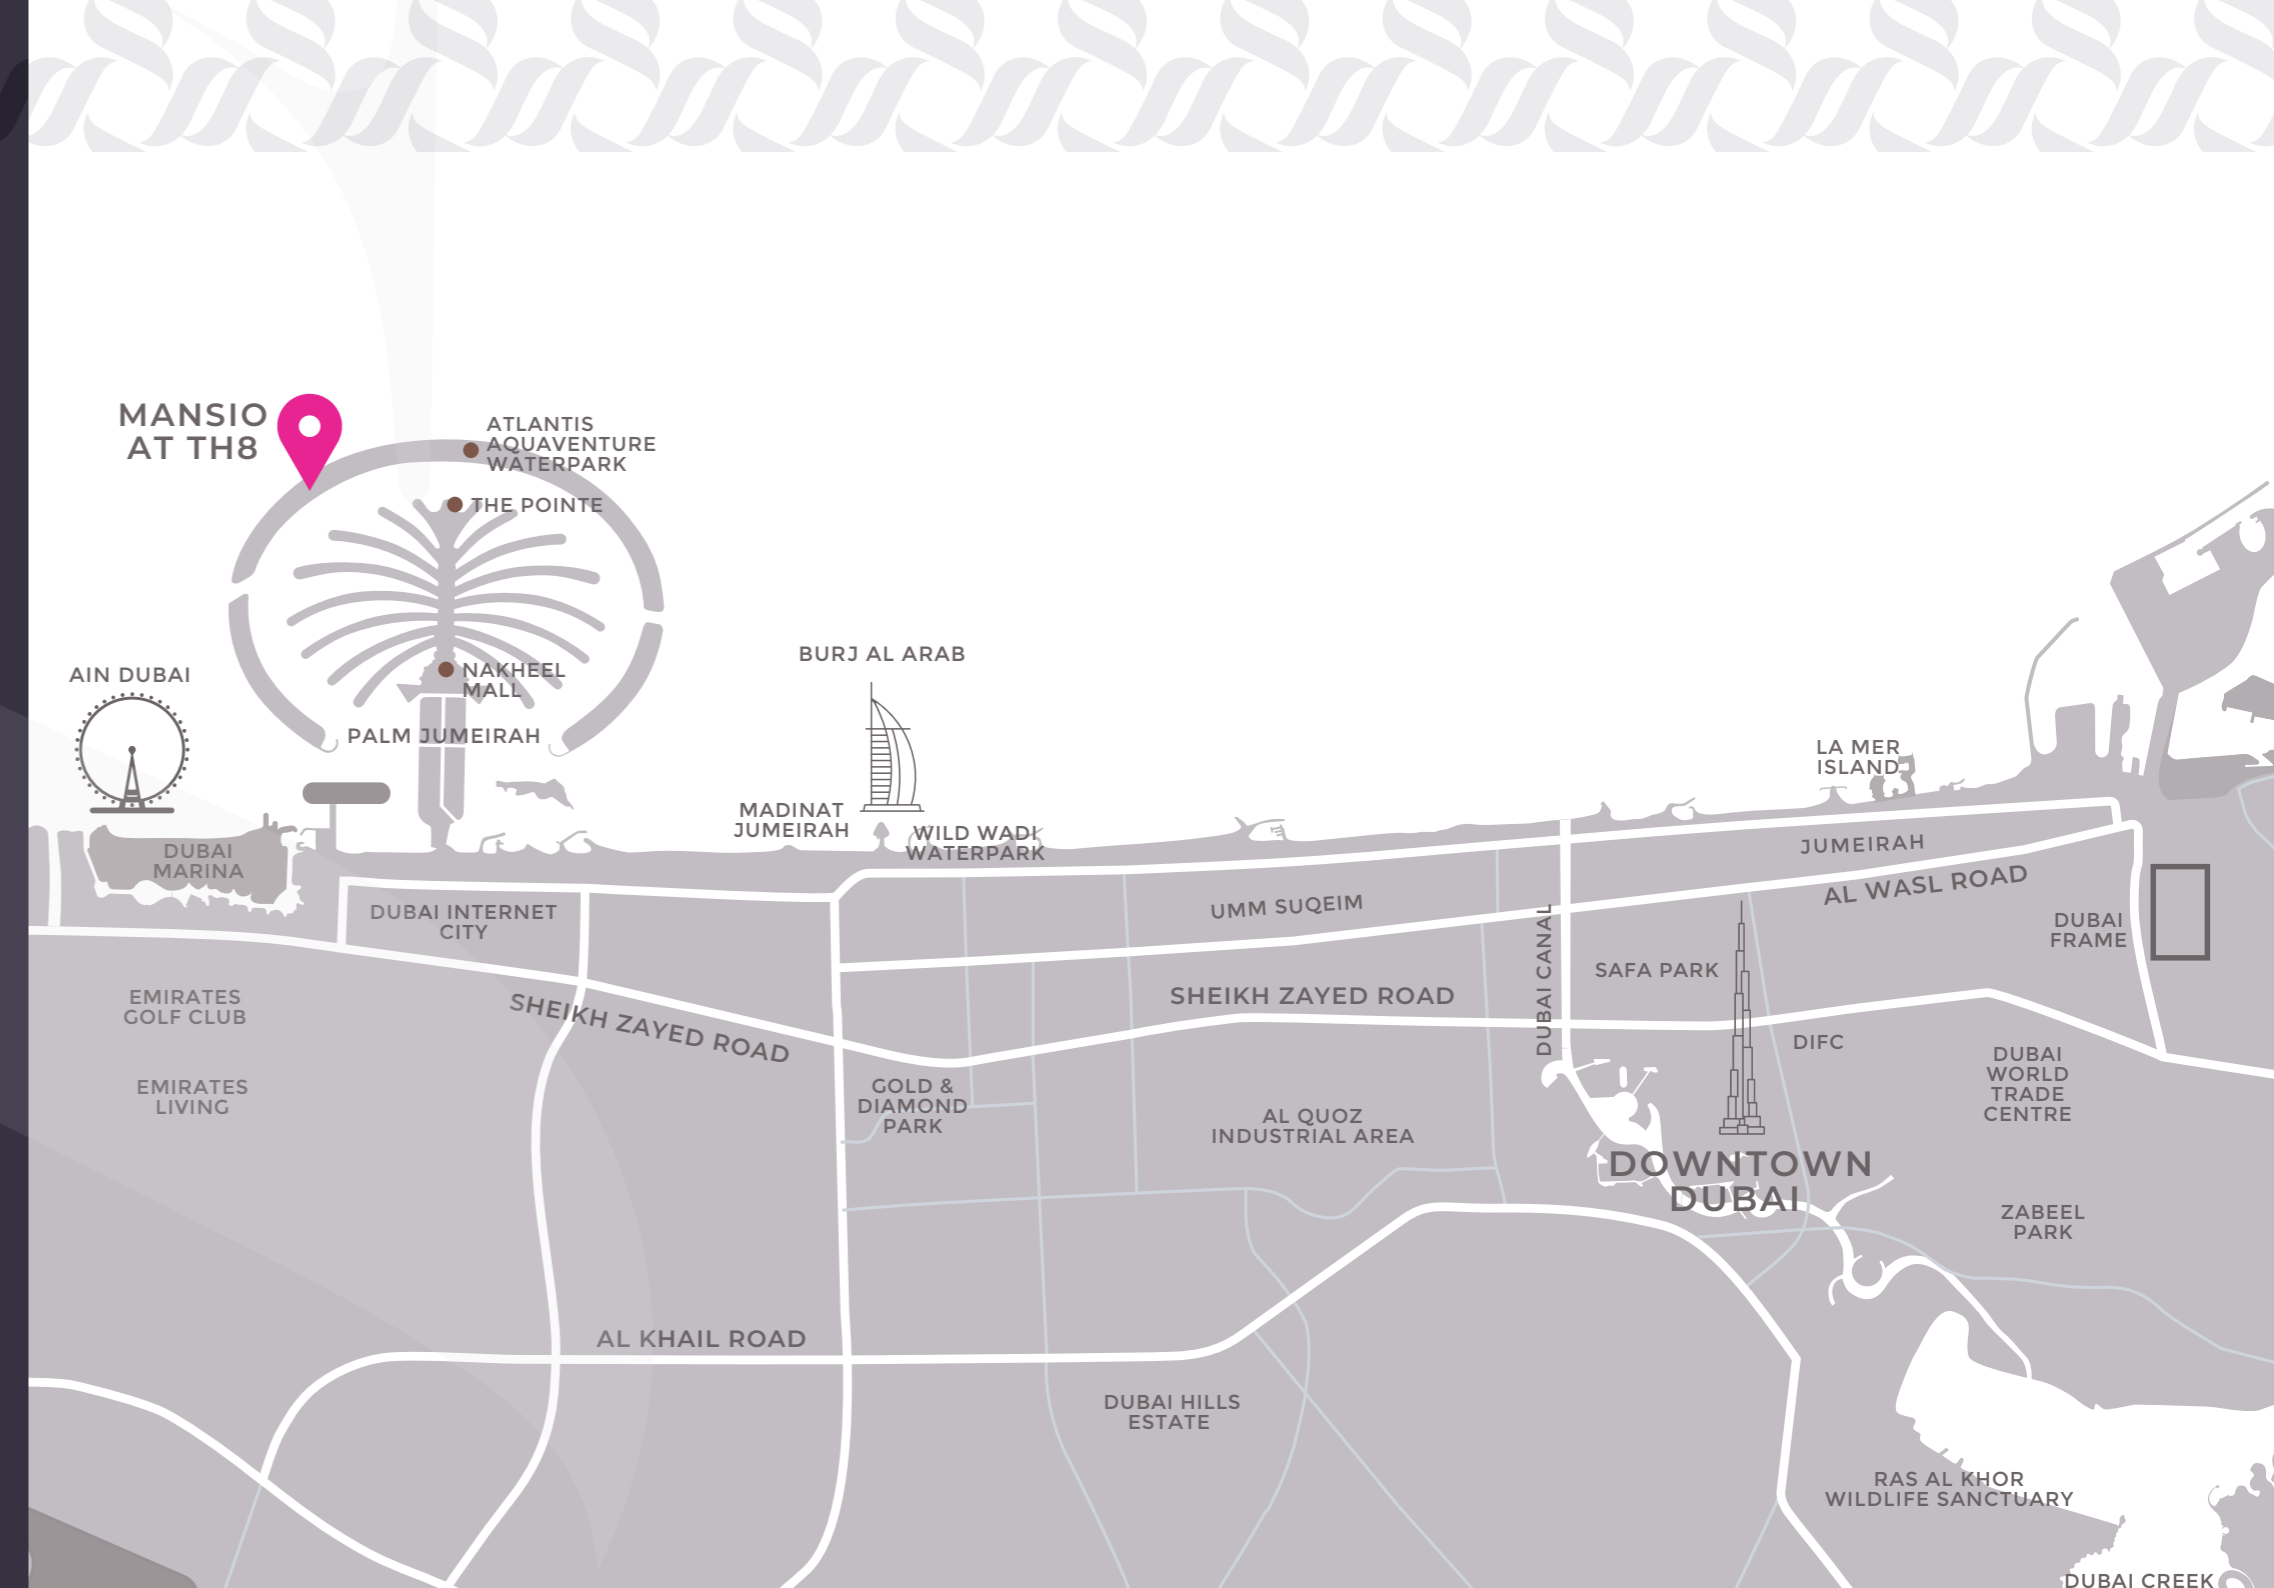 MANSIO
AT TH8
ATLANTIS
AQUAVENTURE
WATERPARK
THE POINTE
NAKHEEL
MALL
PALM JUMEIRAH
AIN DUBAI
BURJ AL ARAB
MADINAT
JUMEIRAH
WILD WADI
WATERPARK
LA MER
ISLAND
DUBAI
MARINA
JUMEIRAH
AL WASL ROAD
DUBAI INTERNET
CITY
UMM SUQEIM
DUBAI CANAL
DUBAI
FRAME
SAFA PARK
EMIRATES
GOLF CLUB
SHEIKH ZAYED ROAD
SHEIKH ZAYED ROAD
DIFC
DUBAI
WORLD
TRADE
CENTRE
EMIRATES
LIVING
GOLD &
DIAMOND
PARK
AL QUOZ
INDUSTRIAL AREA
DOWNTOWN
DUBAI
ZABEEL
PARK
AL KHAIL ROAD
DUBAI HILLS
ESTATE
RAS AL KHOR
WILDLIFE SANCTUARY
DUBAI CREEK